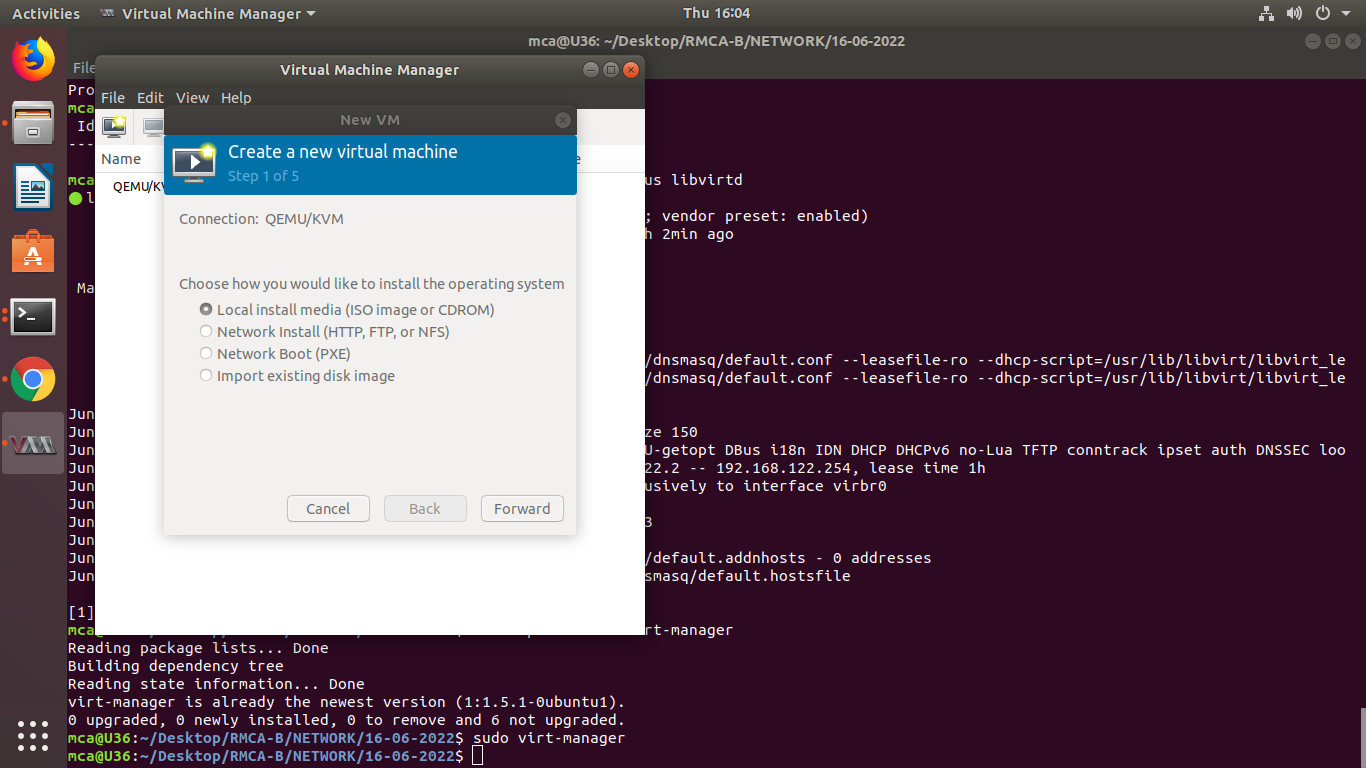 Activities
Virtual Machine Manager
Thu 16:04
mca@U36: ~/Desktop/RMCA-B/NETWORK/16-06-2022
File
Virtual Machine Manager
File Edit View Help
New VM
Create a new virtual machine
Step 1 of 5
Name
QEMU/KV
Connection: QEMU/KVM
Choose how you would like to install the operating system
Local install media (ISO image or CDROM)
Network Install (HTTP, FTP, or NFS)
Network Boot (PXE)
Import existing disk image
Cancel Back Forward
Pro
mca
Id
---
mca us libvirtd
l
; vendor preset: enabled)
h 2min ago
Ma
/dnsmasq/default.conf --leasefile-ro --dhcp-script=/usr/lib/libvirt/libvirt_le
/dnsmasq/default.conf --leasefile-ro --dhcp-script=/usr/lib/libvirt/libvirt_le
Jun
Jun ze 150
Jun U-getopt DBus i18n IDN DHCP DHCPv6 no-Lua TFTP conntrack ipset auth DNSSEC loo
Jun 22.2 -- 192.168.122.254, lease time 1h
Jun usively to interface virbr0
Jun
Jun 3
Jun
Jun /default.addnhosts - 0 addresses
Jun smasq/default.hostsfile
[1]
mca rt-manager
Reading package lists... Done
Building dependency tree
Reading state information... Done
virt-manager is already the newest version (1:1.5.1-0ubuntu1).
0 upgraded, 0 newly installed, 0 to remove and 6 not upgraded.
mca@U36:~/Desktop/RMCA-B/NETWORK/16-06-2022$ sudo virt-manager
mca@U36:~/Desktop/RMCA-B/NETWORK/16-06-2022$